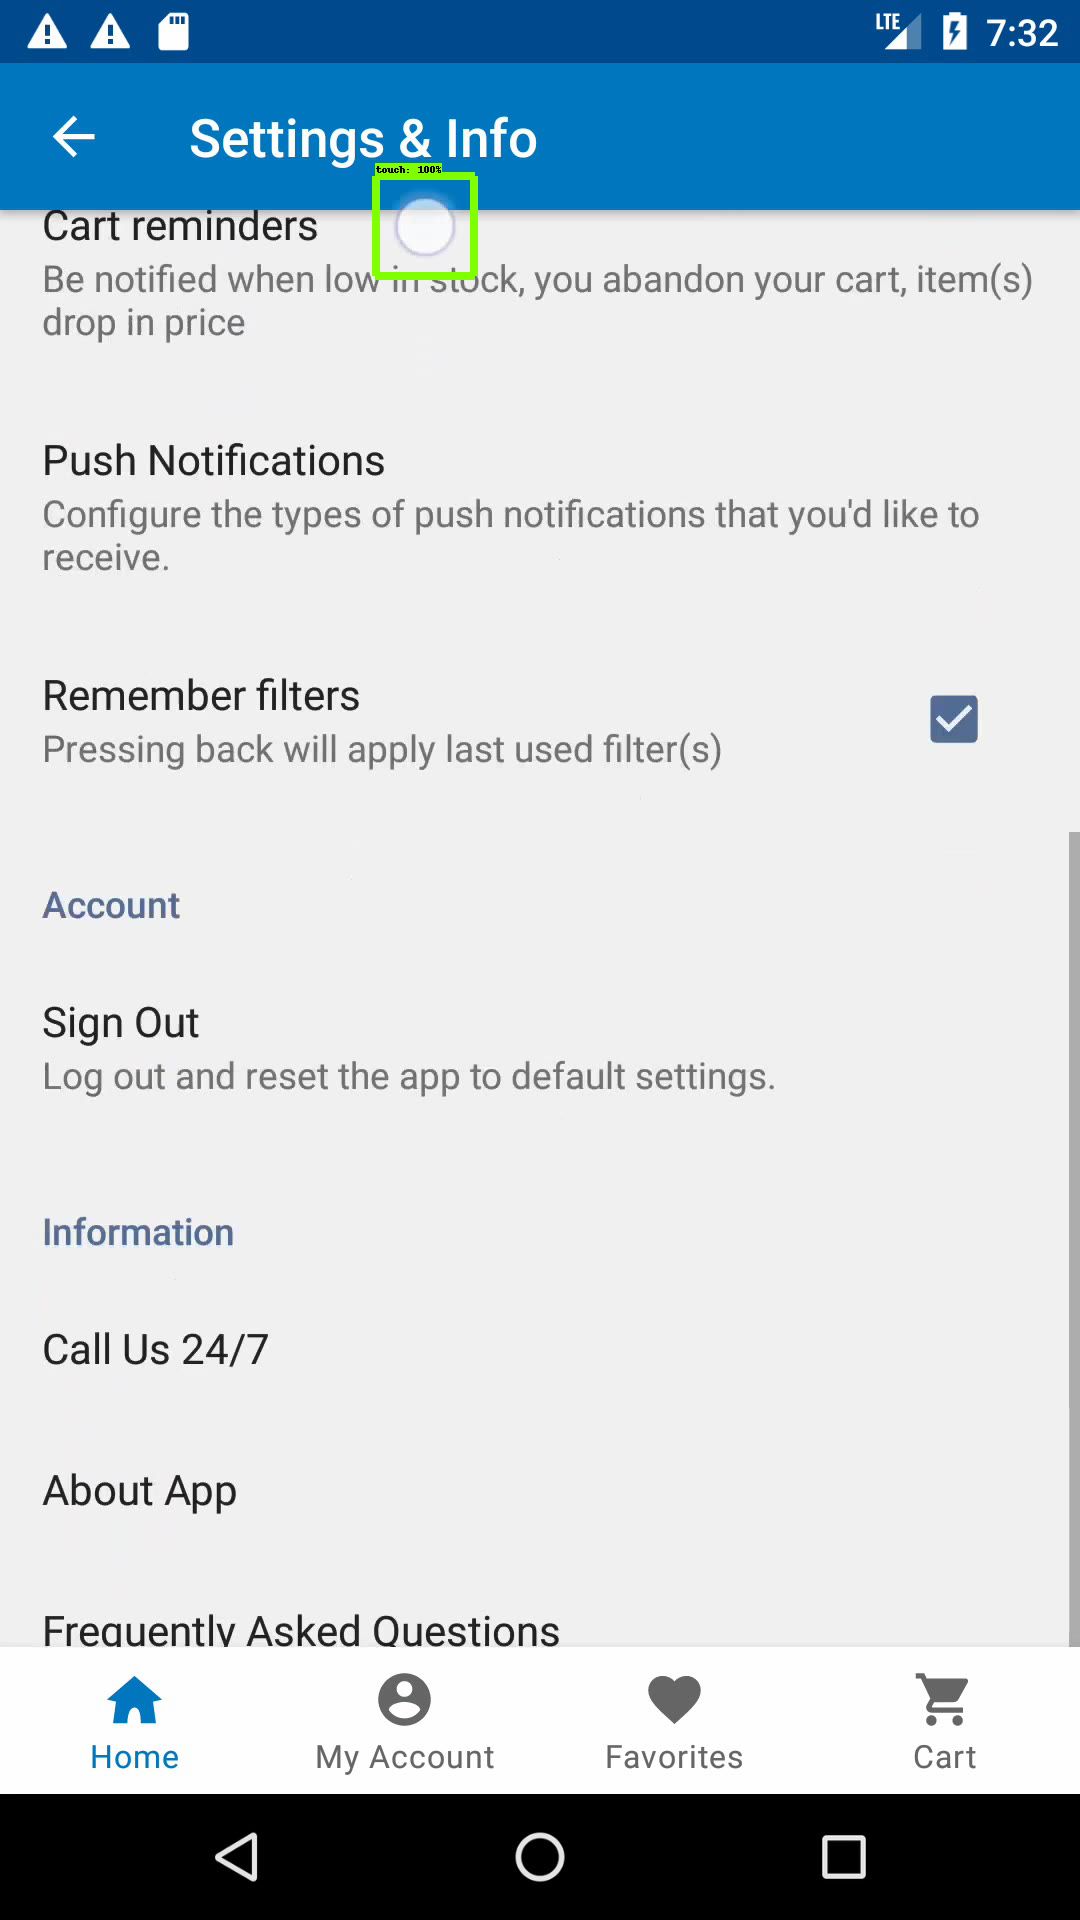 LTE 7:32
Settings & Info
touch: 100%
Cart reminders
Be notified when low in stock, you abandon your cart, item(s)
drop in price
Push Notifications
Configure the types of push notifications that you'd like to
receive.
Remember filters
Pressing back will apply last used filter(s)
Account
Sign Out
Log out and reset the app to default settings.
Information
Call Us 24/7
About App
Frequently Asked Questions
Home My Account Favorites Cart